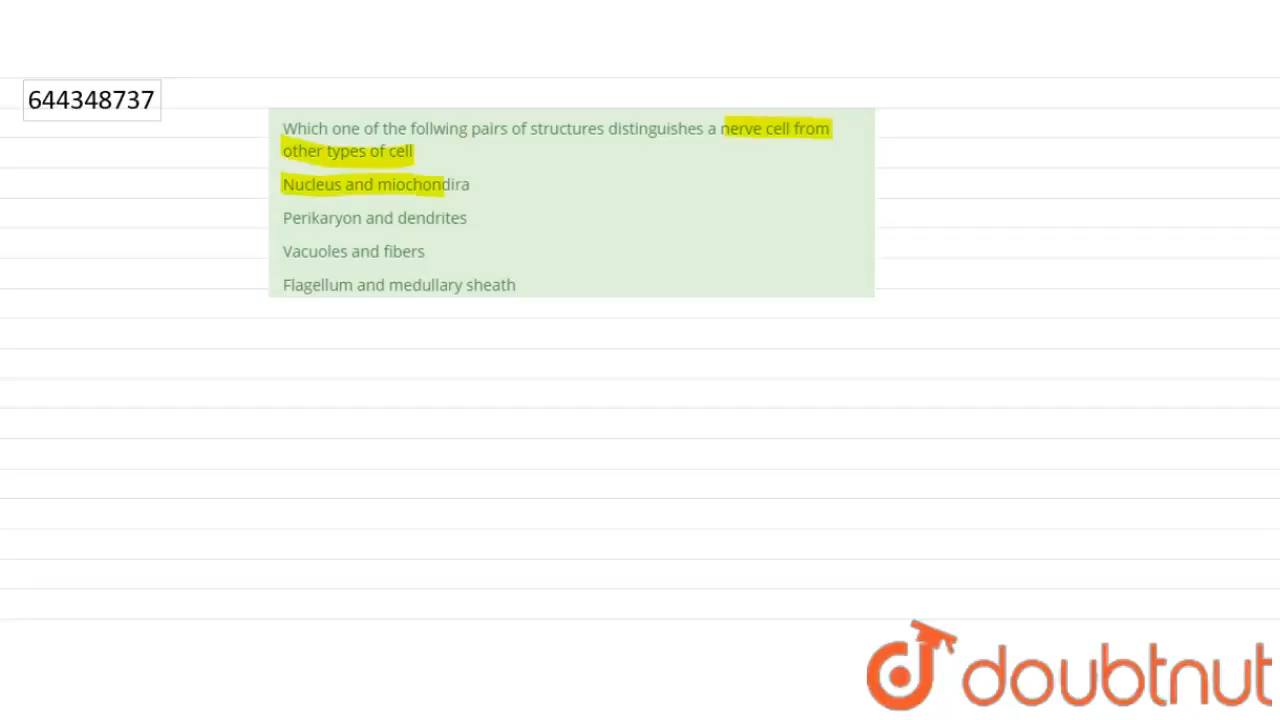 644348737
Which one of the follwing pairs of structures distinguishes a nerve cell from
other types of cell
Nucleus and miochondira
Perikaryon and dendrites
Vacuoles and fibers
Flagellum and medullary sheath
doubtnut